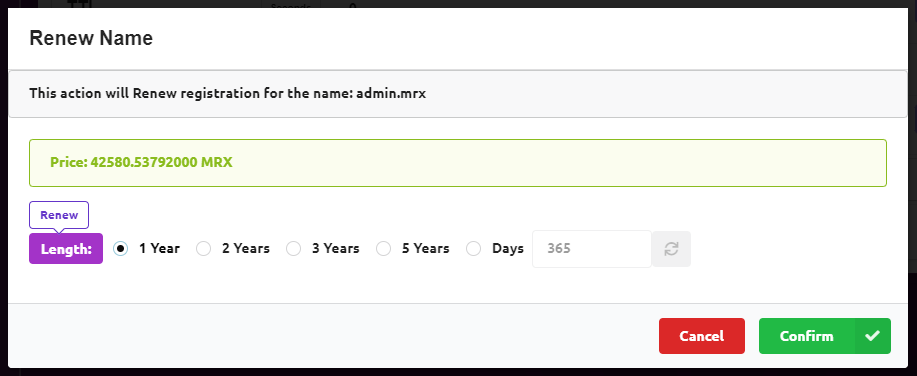 Renew Name
This action will Renew registration for the name: admin.mrx
Price: 42580.53792000 MRX
Renew
Length: 1 Year 2 Years 3 Years 5 Years Days 365
Cancel Confirm